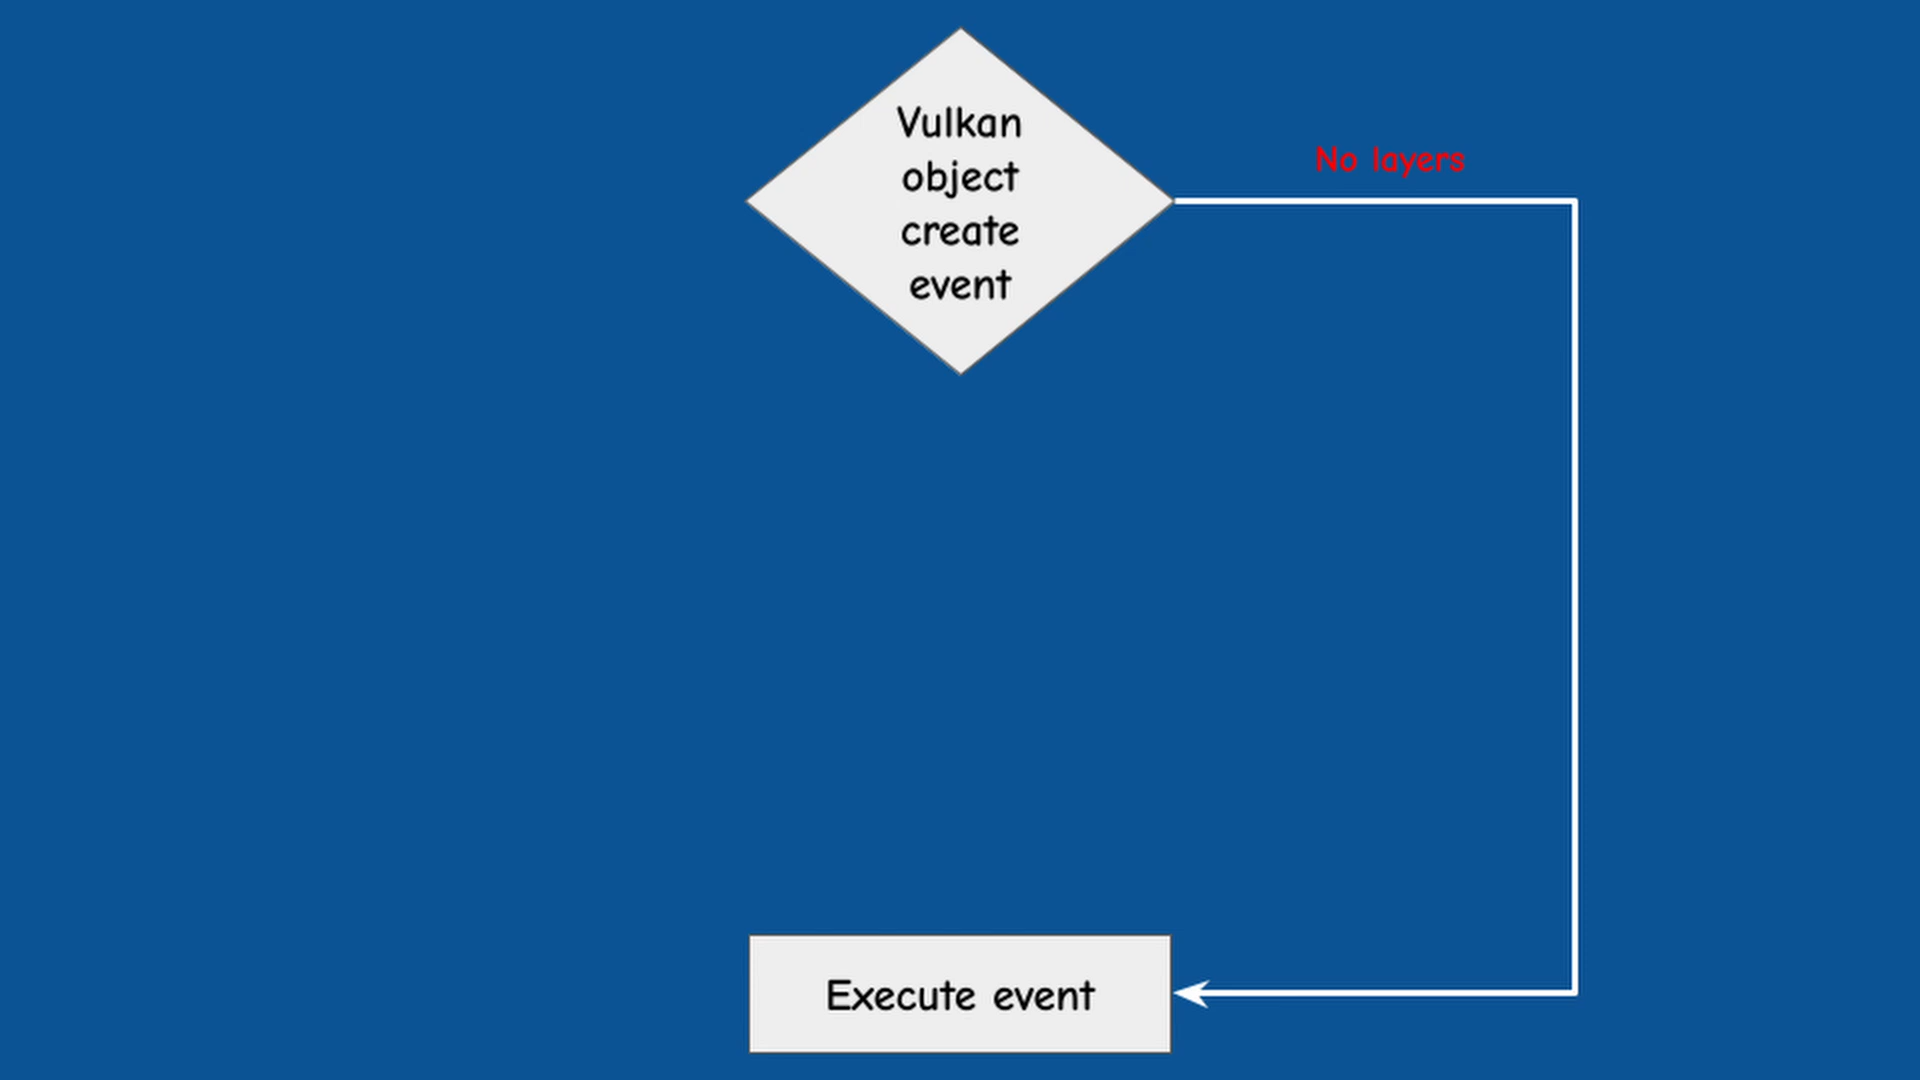 Vulkan
object
create
event
No layers
Execute event